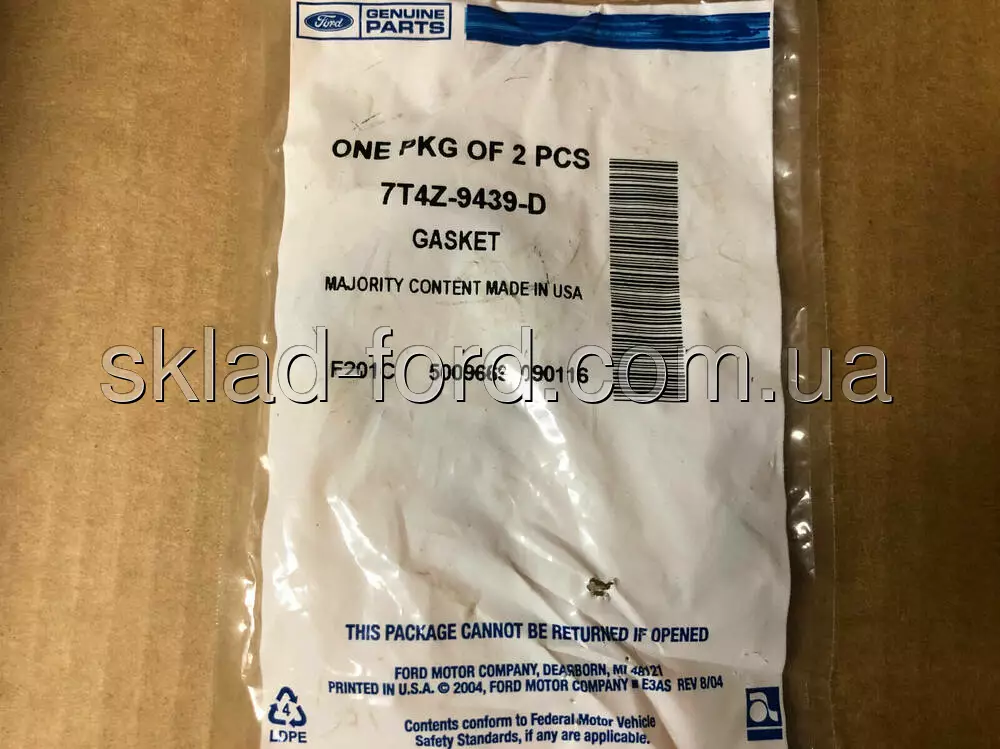 Ford
GENUINE
PARTS
ONE PKG OF 2 PCS
7T4Z-9439-D
GASKET
MAJORITY CONTENT MADE IN USA
sklad-ford.com.ua
F201C 5009663 090116
THIS PACKAGE CANNOT BE RETURNED IF OPENED
FORD MOTOR COMPANY, DEARBORN, MI 48121
PRINTED IN U.S.A. © 2004, FORD MOTOR COMPANY ■ E3AS REV 8/04
4
LDPE
Contents conform to Federal Motor Vehicle
Safety Standards, if any are applicable.